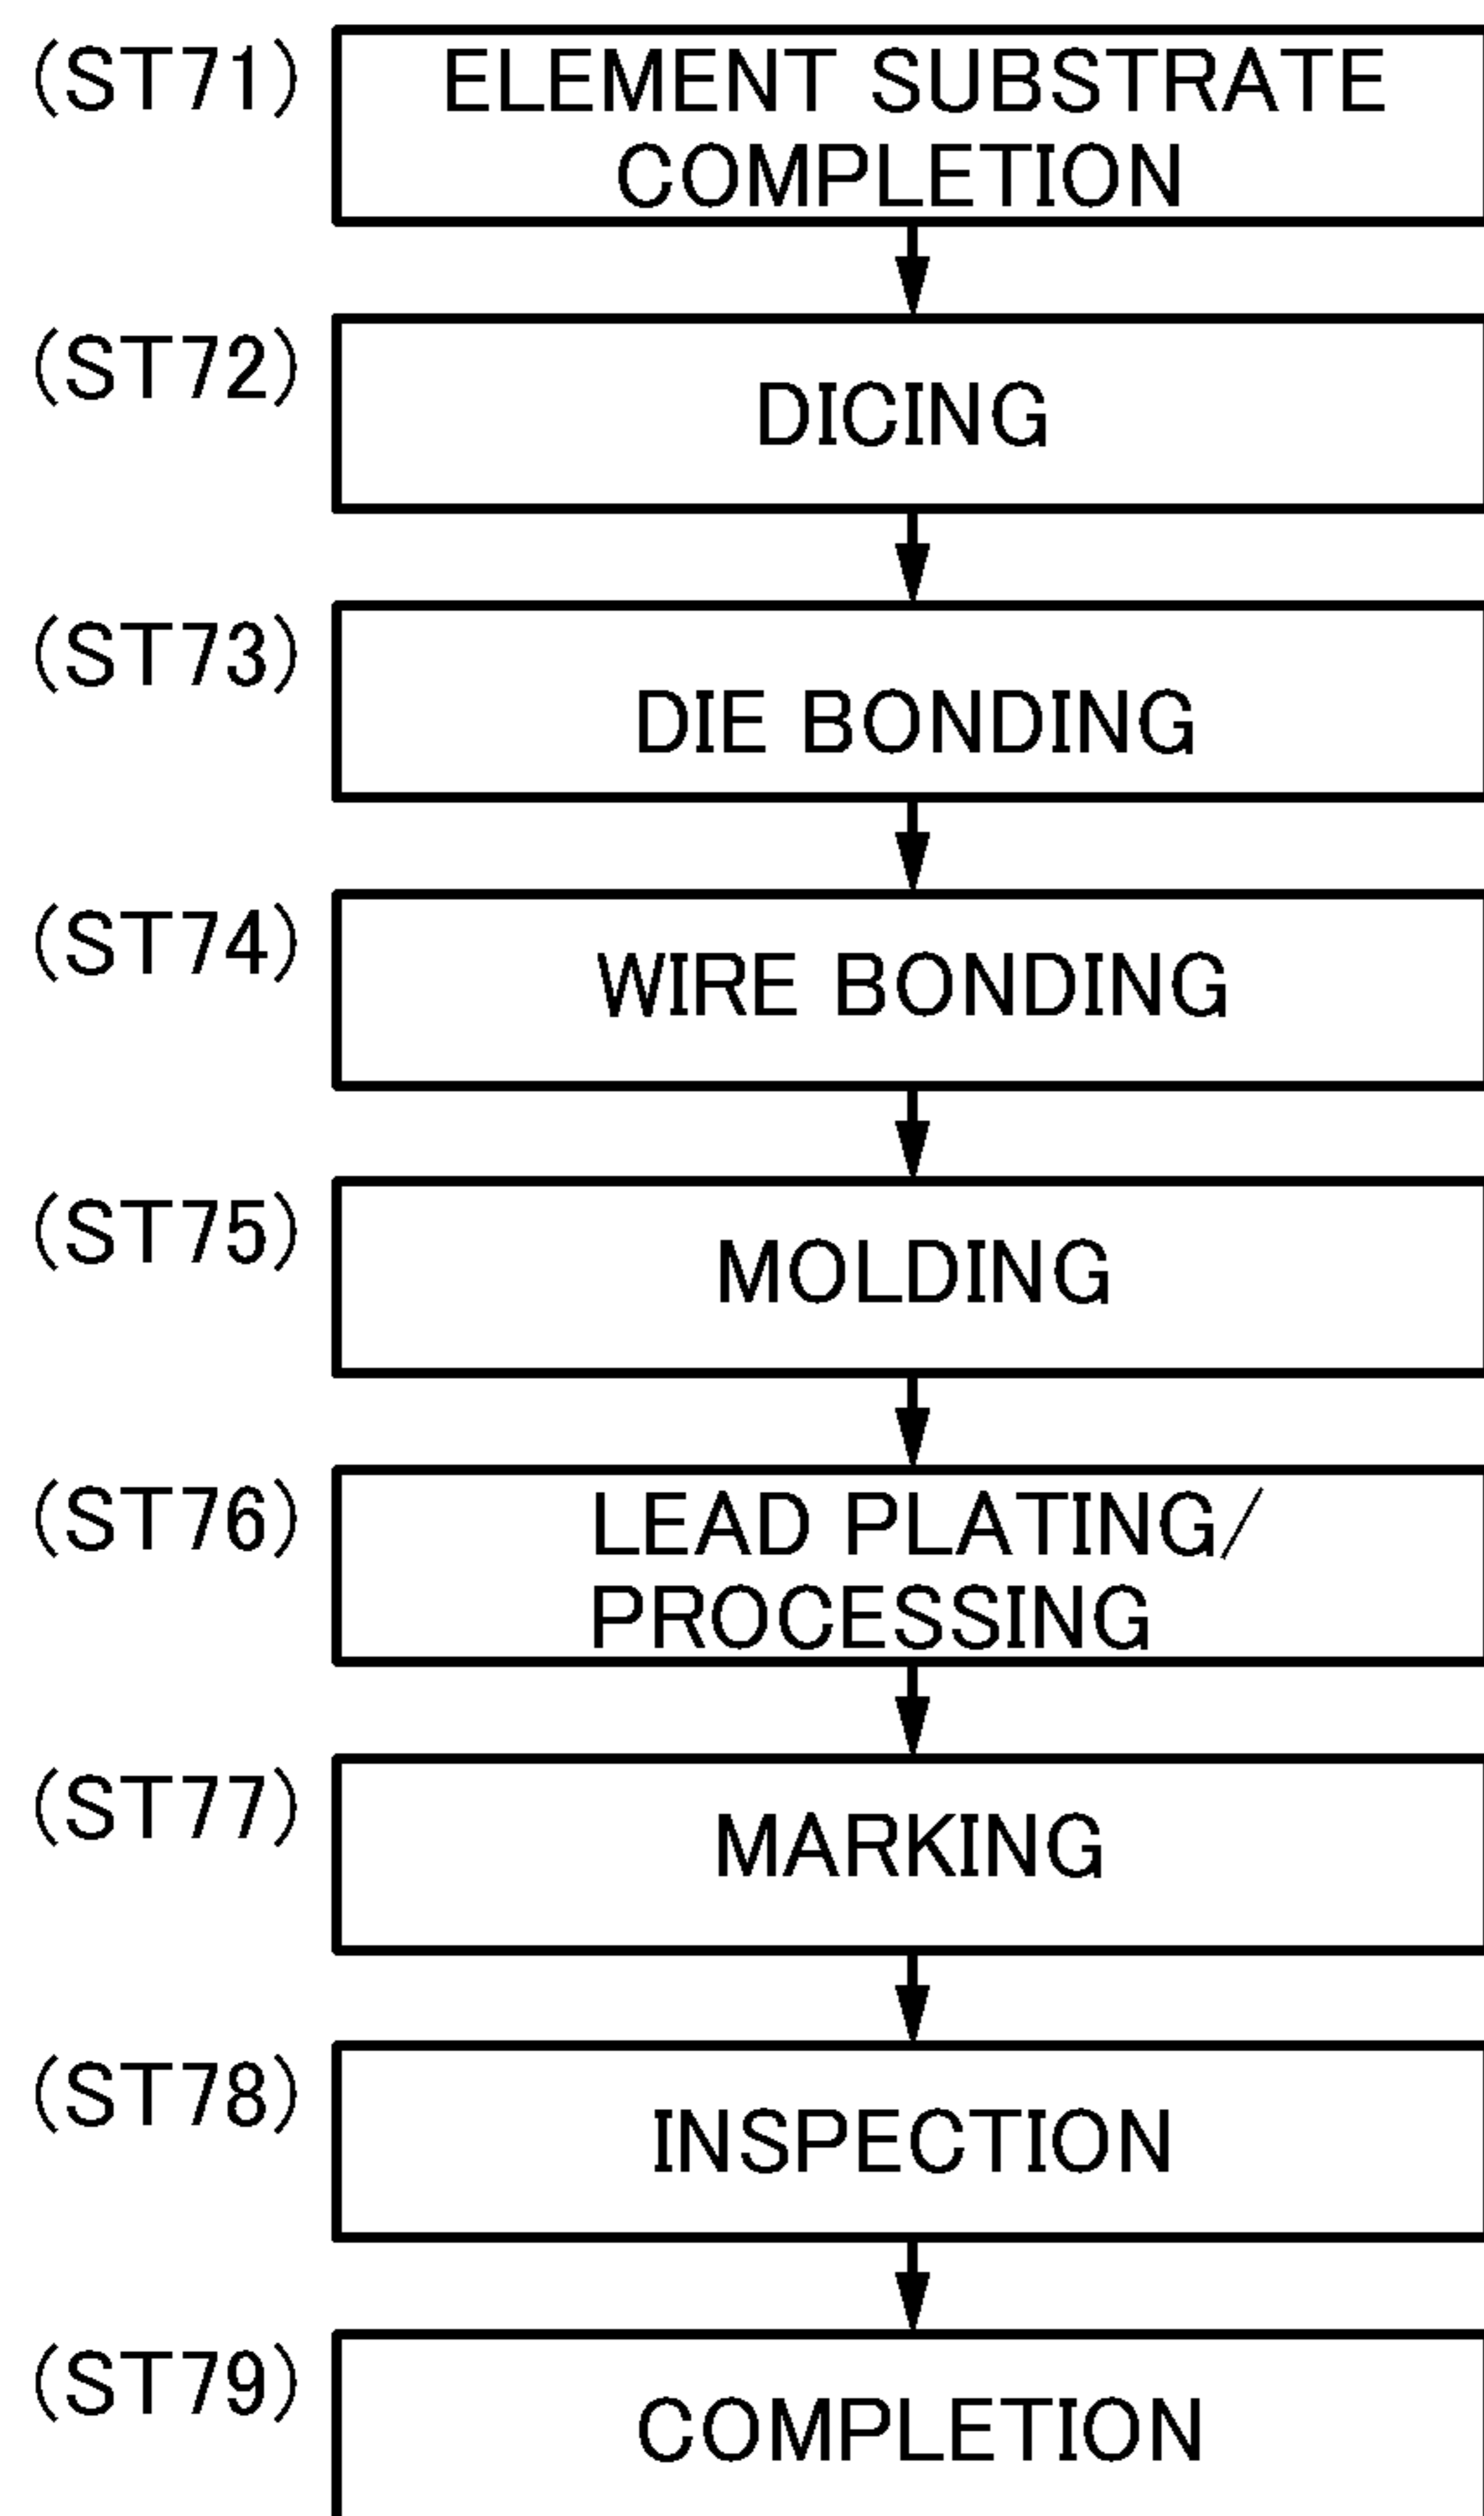 (ST71) ELEMENT SUBSTRATE
COMPLETION
(ST72) DICING
(ST73) DIE BONDING
(ST74) WIRE BONDING
(ST75) MOLDING
(ST76) LEAD PLATING/
PROCESSING
(ST77) MARKING
(ST78) INSPECTION
(ST79) COMPLETION